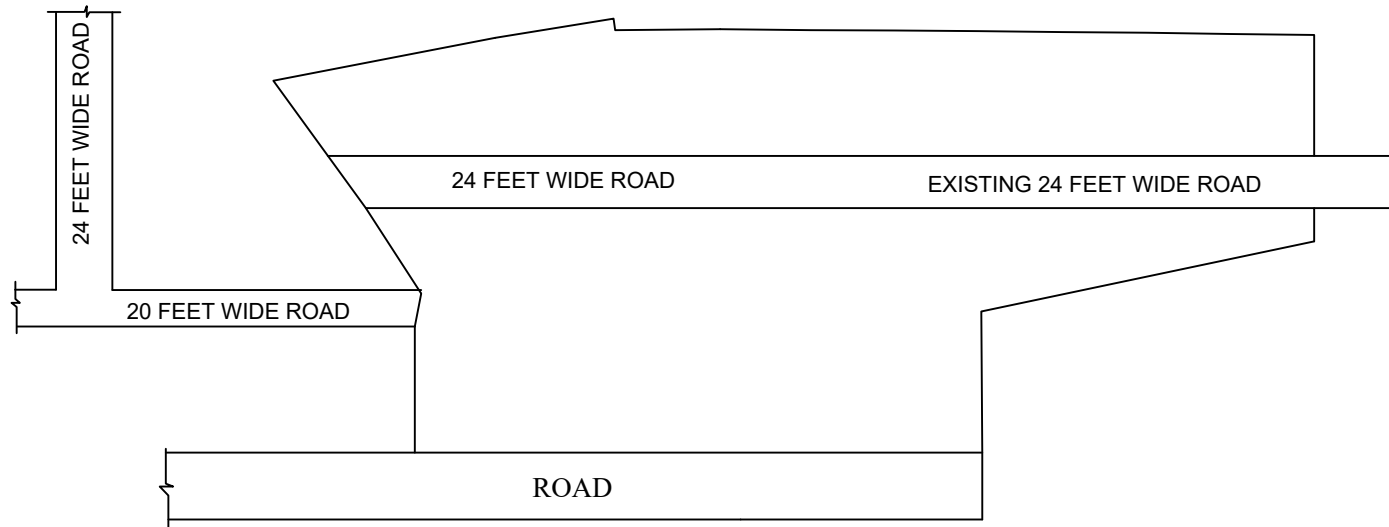 24 FEET WIDE ROAD
24 FEET WIDE ROAD
EXISTING 24 FEET WIDE ROAD
20 FEET WIDE ROAD
ROAD